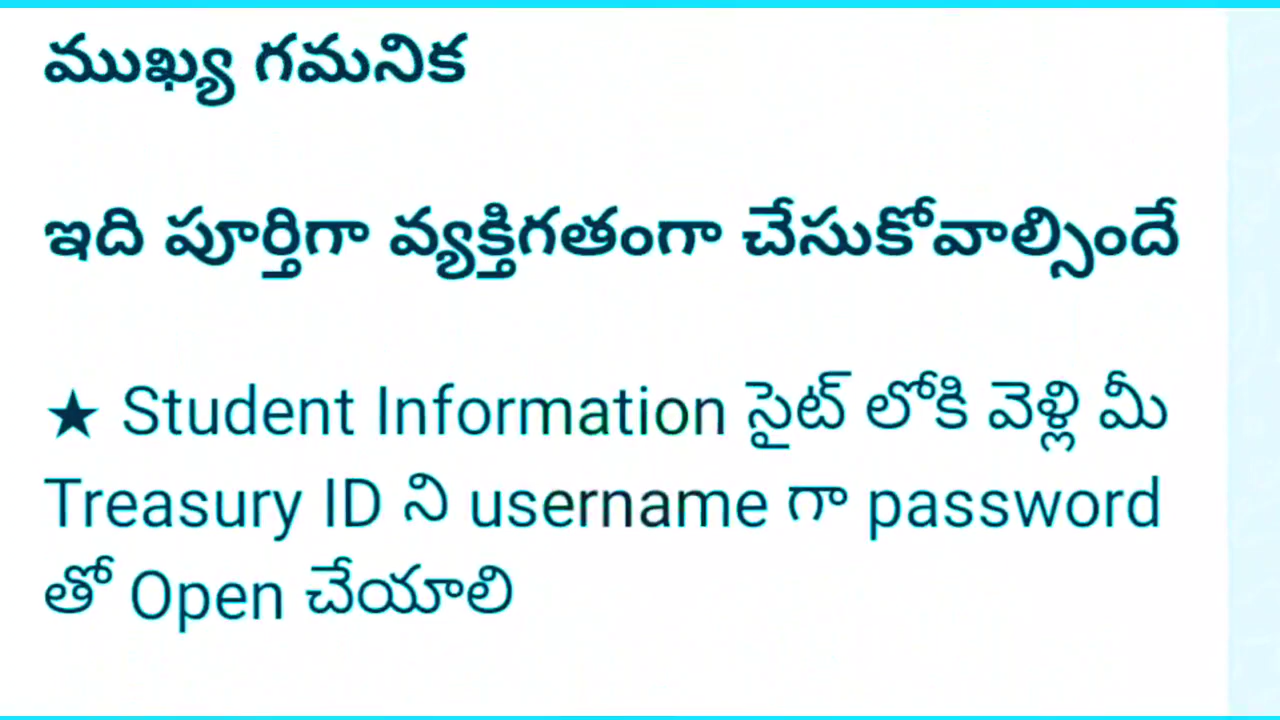 ముఖ్య గమనిక
ఇది పూర్తిగా వ్యక్తిగతంగా చేసుకోవాల్సిందే
★ Student Information సైట్ లోకి వెళ్లి మీ
Treasury ID ని username గా password
తో Open చేయాలి